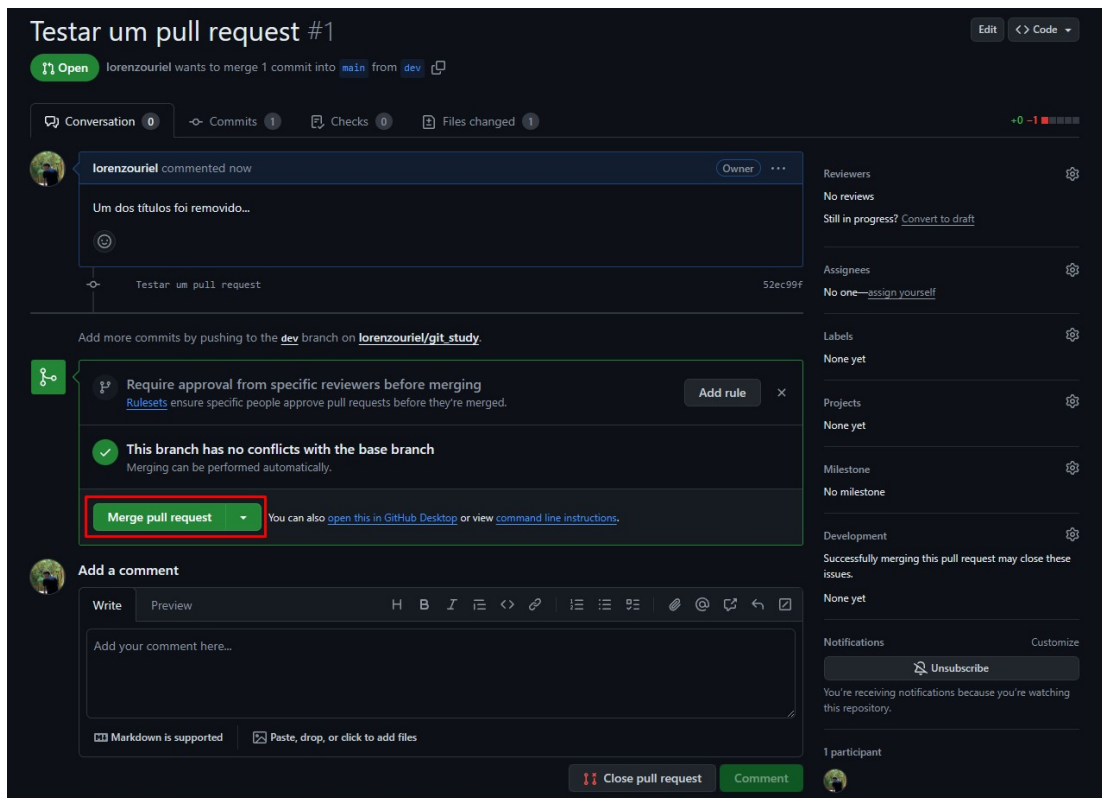 Testar um pull request #1
Edit
<> Code
Open
lorenzouriel wants to merge 1 commit into main from dev
Conversation 0
Commits 1
Checks 0
Files changed 1
+0 −1
lorenzouriel commented now
Owner
Um dos títulos foi removido...
Testar um pull request
52ec99f
Add more commits by pushing to the dev branch on lorenzouriel/git_study.
Require approval from specific reviewers before merging
Rulesets ensure specific people approve pull requests before they're merged.
Add rule
This branch has no conflicts with the base branch
Merging can be performed automatically.
Merge pull request
You can also open this in GitHub Desktop or view command line instructions.
Add a comment
Write
Preview
Add your comment here...
Markdown is supported
Paste, drop, or click to add files
Close pull request
Comment
Reviewers
No reviews
Still in progress? Convert to draft
Assignees
No one—assign yourself
Labels
None yet
Projects
None yet
Milestone
No milestone
Development
Successfully merging this pull request may close these
issues.
None yet
Notifications
Customize
Unsubscribe
You're receiving notifications because you're watching
this repository.
1 participant